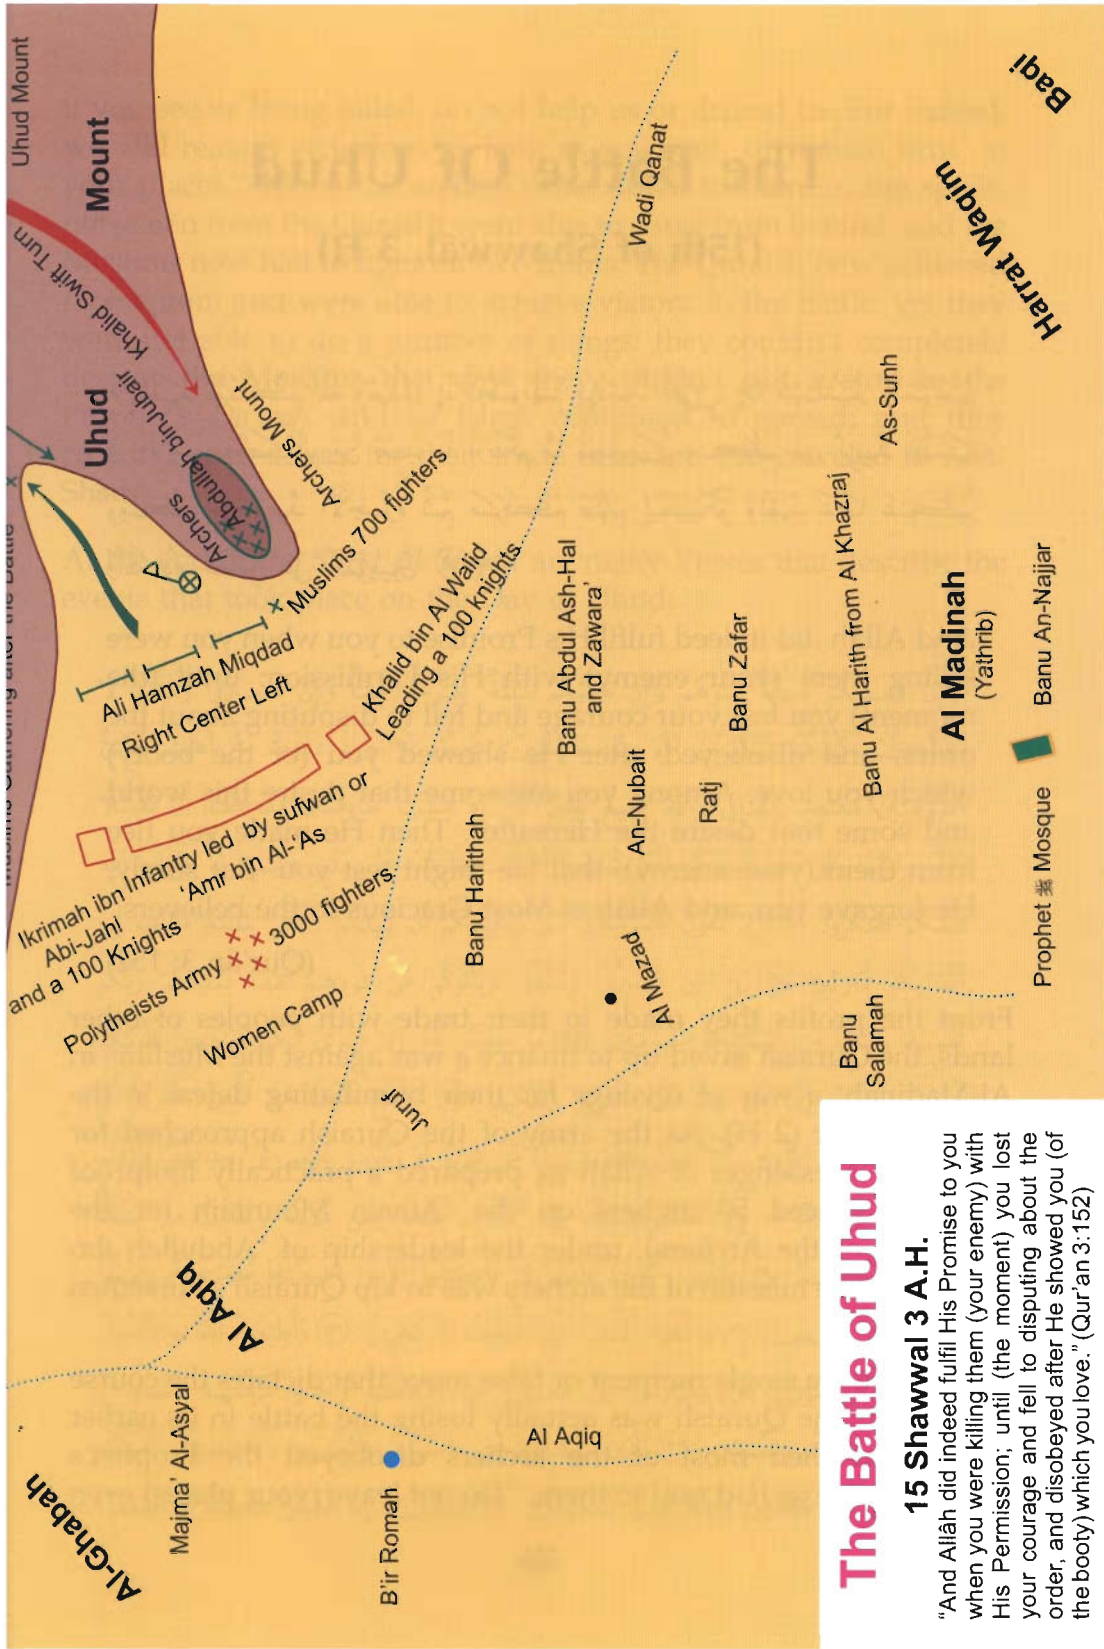 Uhud Mount
Uhud Mount
Khalid Swift Turn
Archers
Abdullah binJubair
Archers Mount
Muslims 700 fighters
Ali Hamzah Miqdad
Right Center Left
Khalid bin Al Walid
Leading a 100 knights
Ikrimah ibn
Abi-Jahl
and a 100 Knights
Infantry led by sufwan or
'Amr bin Al-'As
Polytheists Army
3000 fighters
Women Camp
Wadi Qanat
Baqi
Harrat Waqim
As-Sunh
Banu Abdul Ash-Hal
and Zawara'
Banu Zafar
Banu Al Harith from Al Khazraj
Al Madinah
(Yathrib)
Banu An-Najjar
Prophet ﷺ Mosque
An-Nubait
Ratj
Banu Harithah
Al Mazad
Banu
Salamah
Juruf
Al Aqiq
Al-Ghabah
Majma' Al-Asyal
B'ir Romah
Al Aqiq
The Battle of Uhud
15 Shawwal 3 A.H.
"And Allâh did indeed fulfil His Promise to you
when you were killing them (your enemy) with
His Permission; until (the moment) you lost
your courage and fell to disputing about the
order, and disobeyed after He showed you (of
the booty) which you love." (Qur'an 3:152)